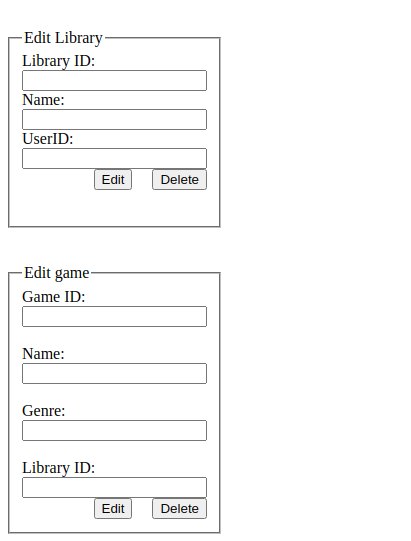 Edit Library
Library ID:
Name:
UserID:
Edit Delete
Edit game
Game ID:
Name:
Genre:
Library ID:
Edit Delete